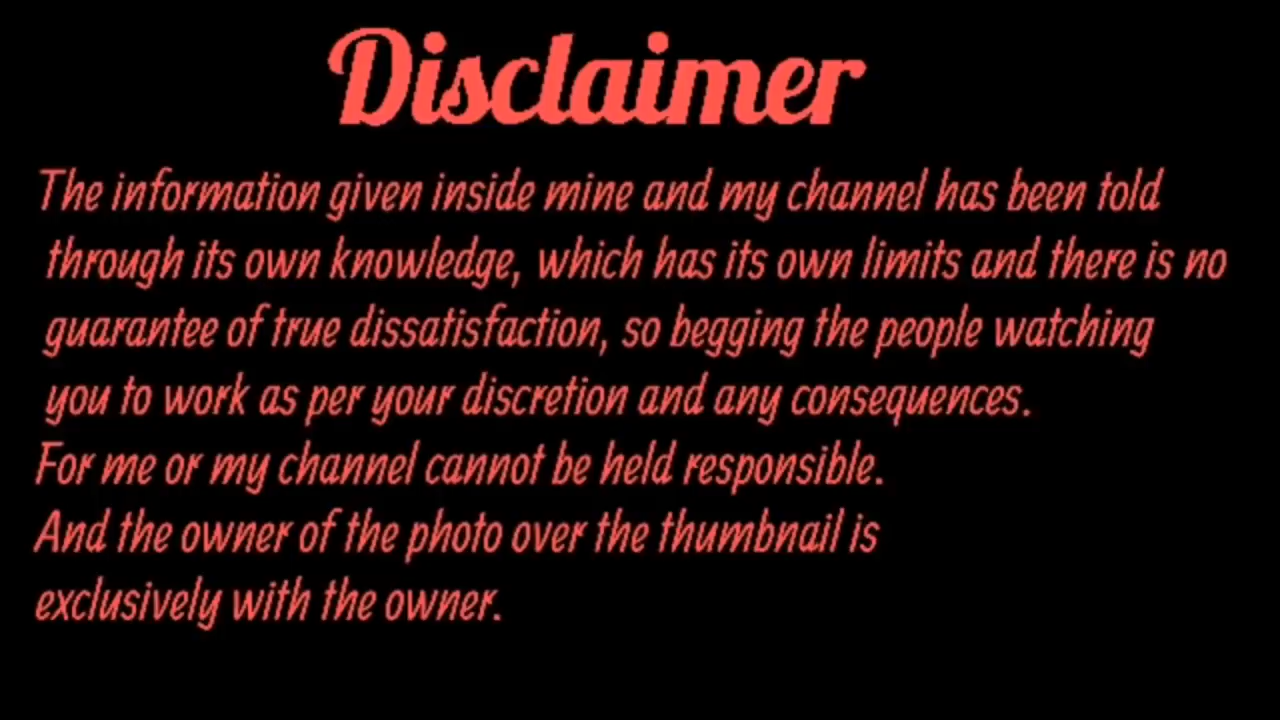 Disclaimer
The information given inside mine and my channel has been told
through its own knowledge, which has its own limits and there is no
guarantee of true dissatisfaction, so begging the people watching
you to work as per your discretion and any consequences.
For me or my channel cannot be held responsible.
And the owner of the photo over the thumbnail is
exclusively with the owner.